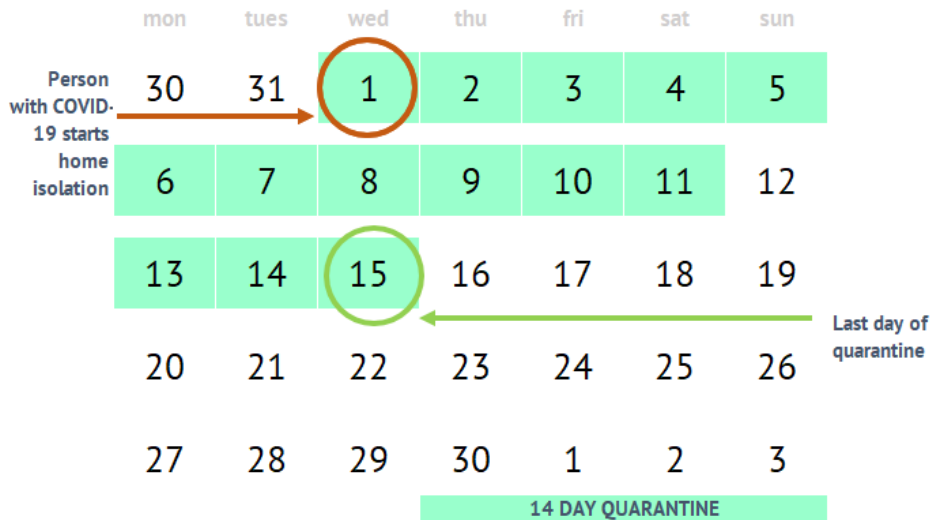 mon tues wed thu fri sat sun
Person
with COVID-
19 starts
home
isolation
30 31 1 2 3 4 5
6 7 8 9 10 11 12
13 14 15 16 17 18 19
Last day of
quarantine
20 21 22 23 24 25 26
27 28 29 30 1 2 3
14 DAY QUARANTINE